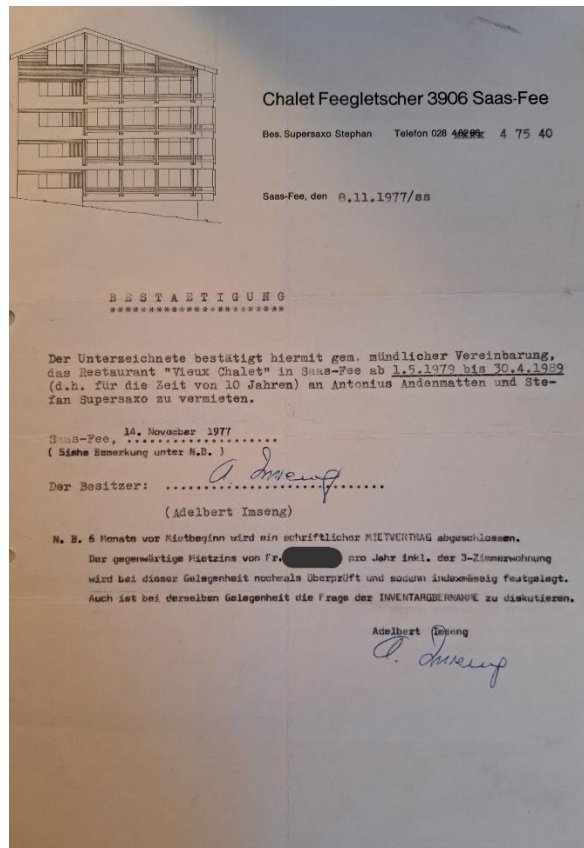 Chalet Feegletscher 3906 Saas-Fee
Bes. Supersaxo Stephan Telefon 028 4 75 40
Saas-Fee, den 8.11.1977/ss
B E S T A E T I G U N G
Der Unterzeichnete bestätigt hiermit gem. mündlicher Vereinbarung,
das Restaurant "Vieux Chalet" in Saas-Fee ab 1.5.1979 bis 30.4.1989
(d.h. für die Zeit von 10 Jahren) an Antonius Andenmatten und Ste-
fan Supersaxo zu vermieten.
14. November 1977
Saas-Fee, ....................
( Siehe Bemerkung unter N.B. )
A. Imseng
Der Besitzer: ............................
(Adelbert Imseng)
N. B. 6 Monate vor Mietbeginn wird ein schriftlicher MIETVERTRAG abgeschlossen.
Der gegenwärtige Mietzins von Fr. pro Jahr inkl. der 3-Zimmerwohnung
wird bei dieser Gelegenheit nochmals überprüft und sodann indexmässig festgelegt.
Auch ist bei derselben Gelegenheit die Frage der INVENTARÜBERNAHME zu diskutieren.
Adelbert Imseng
A. Imseng